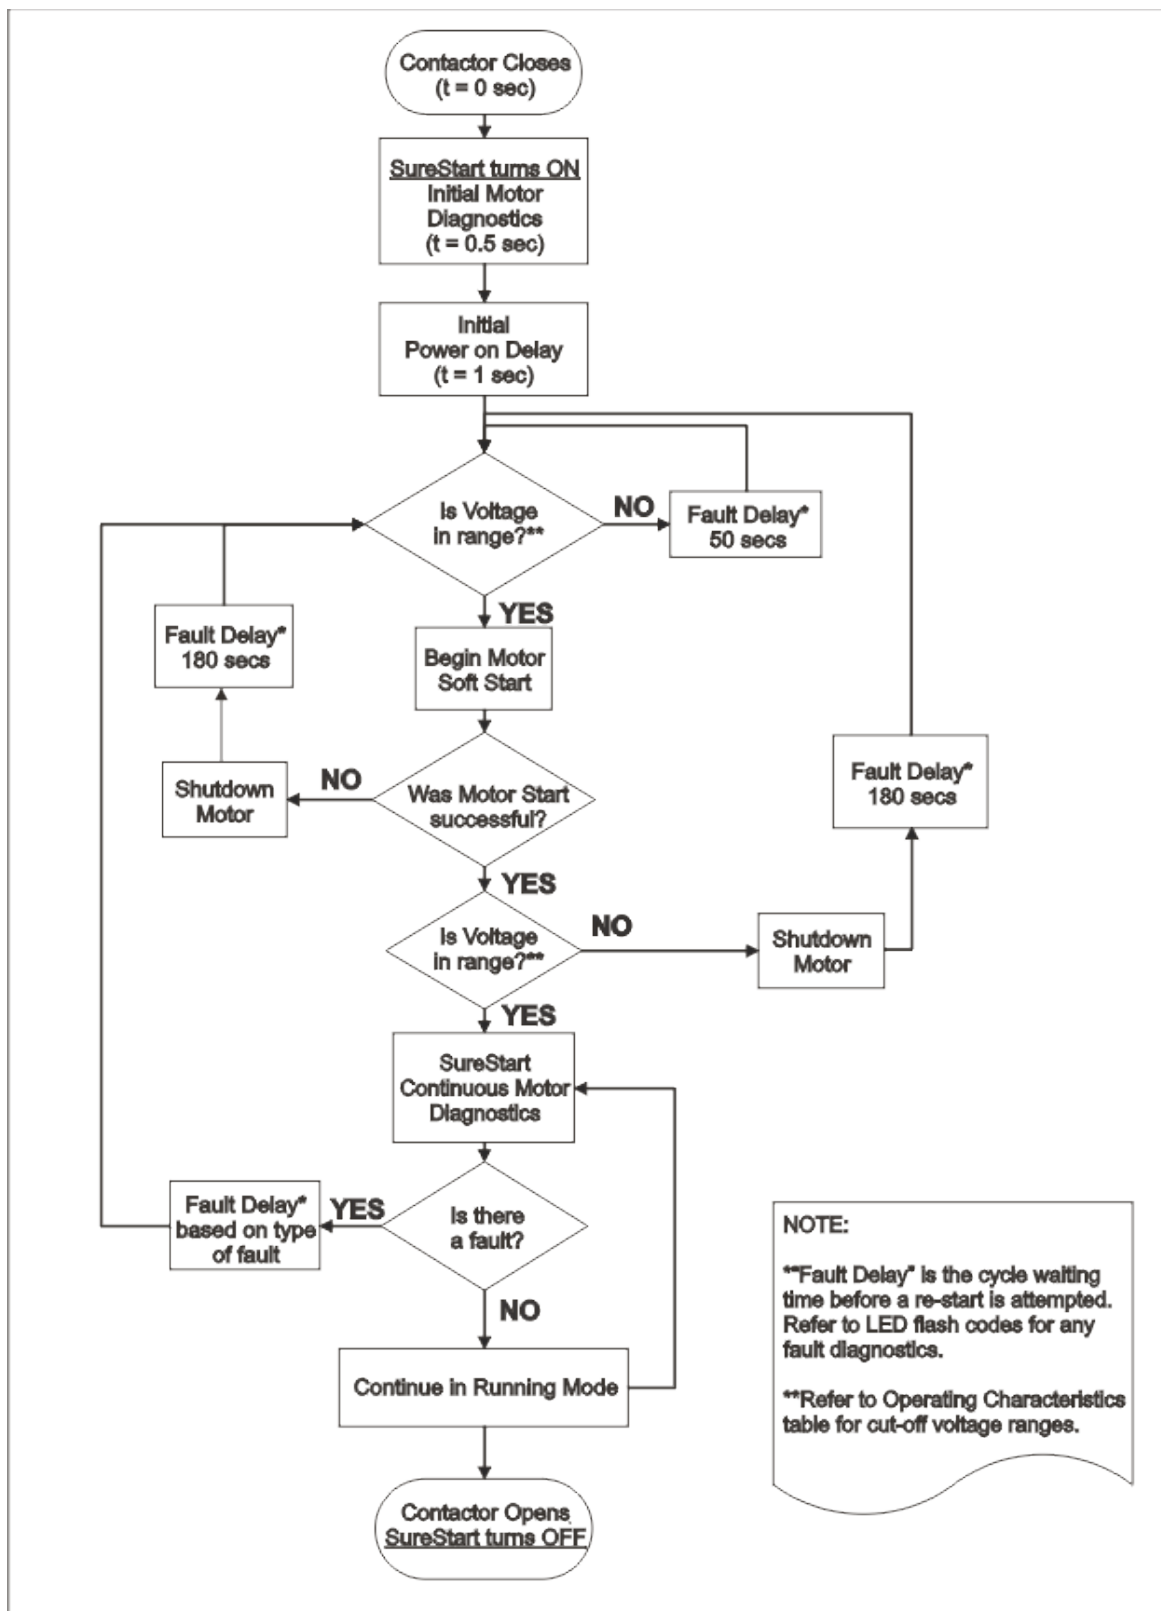 Contactor Closes
(t = 0 sec)
SureStart turns ON
Initial Motor
Diagnostics
(t = 0.5 sec)
Initial
Power on Delay
(t = 1 sec)
Is Voltage
in range?**
NO
Fault Delay*
50 secs
YES
Begin Motor
Soft Start
Fault Delay*
180 secs
Was Motor Start
successful?
NO
Shutdown
Motor
Fault Delay*
180 secs
YES
Is Voltage
in range?**
NO
Shutdown
Motor
YES
SureStart
Continuous Motor
Diagnostics
Is there
a fault?
YES
Fault Delay*
based on type
of fault
NO
Continue in Running Mode
Contactor Opens
SureStart turns OFF
NOTE:
*"Fault Delay" is the cycle waiting
time before a re-start is attempted.
Refer to LED flash codes for any
fault diagnostics.
**Refer to Operating Characteristics
table for cut-off voltage ranges.